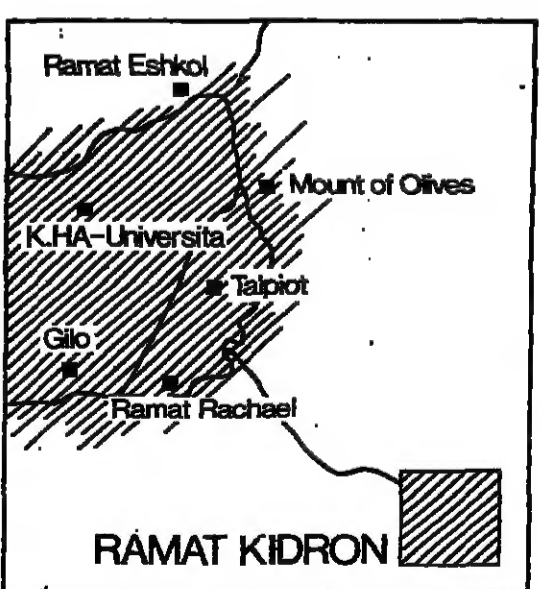 Ramat Eshkol
Mount of Olives
K.HA-Universita
Talpiot
Gilo
Ramat Rachael
RAMAT KIDRON